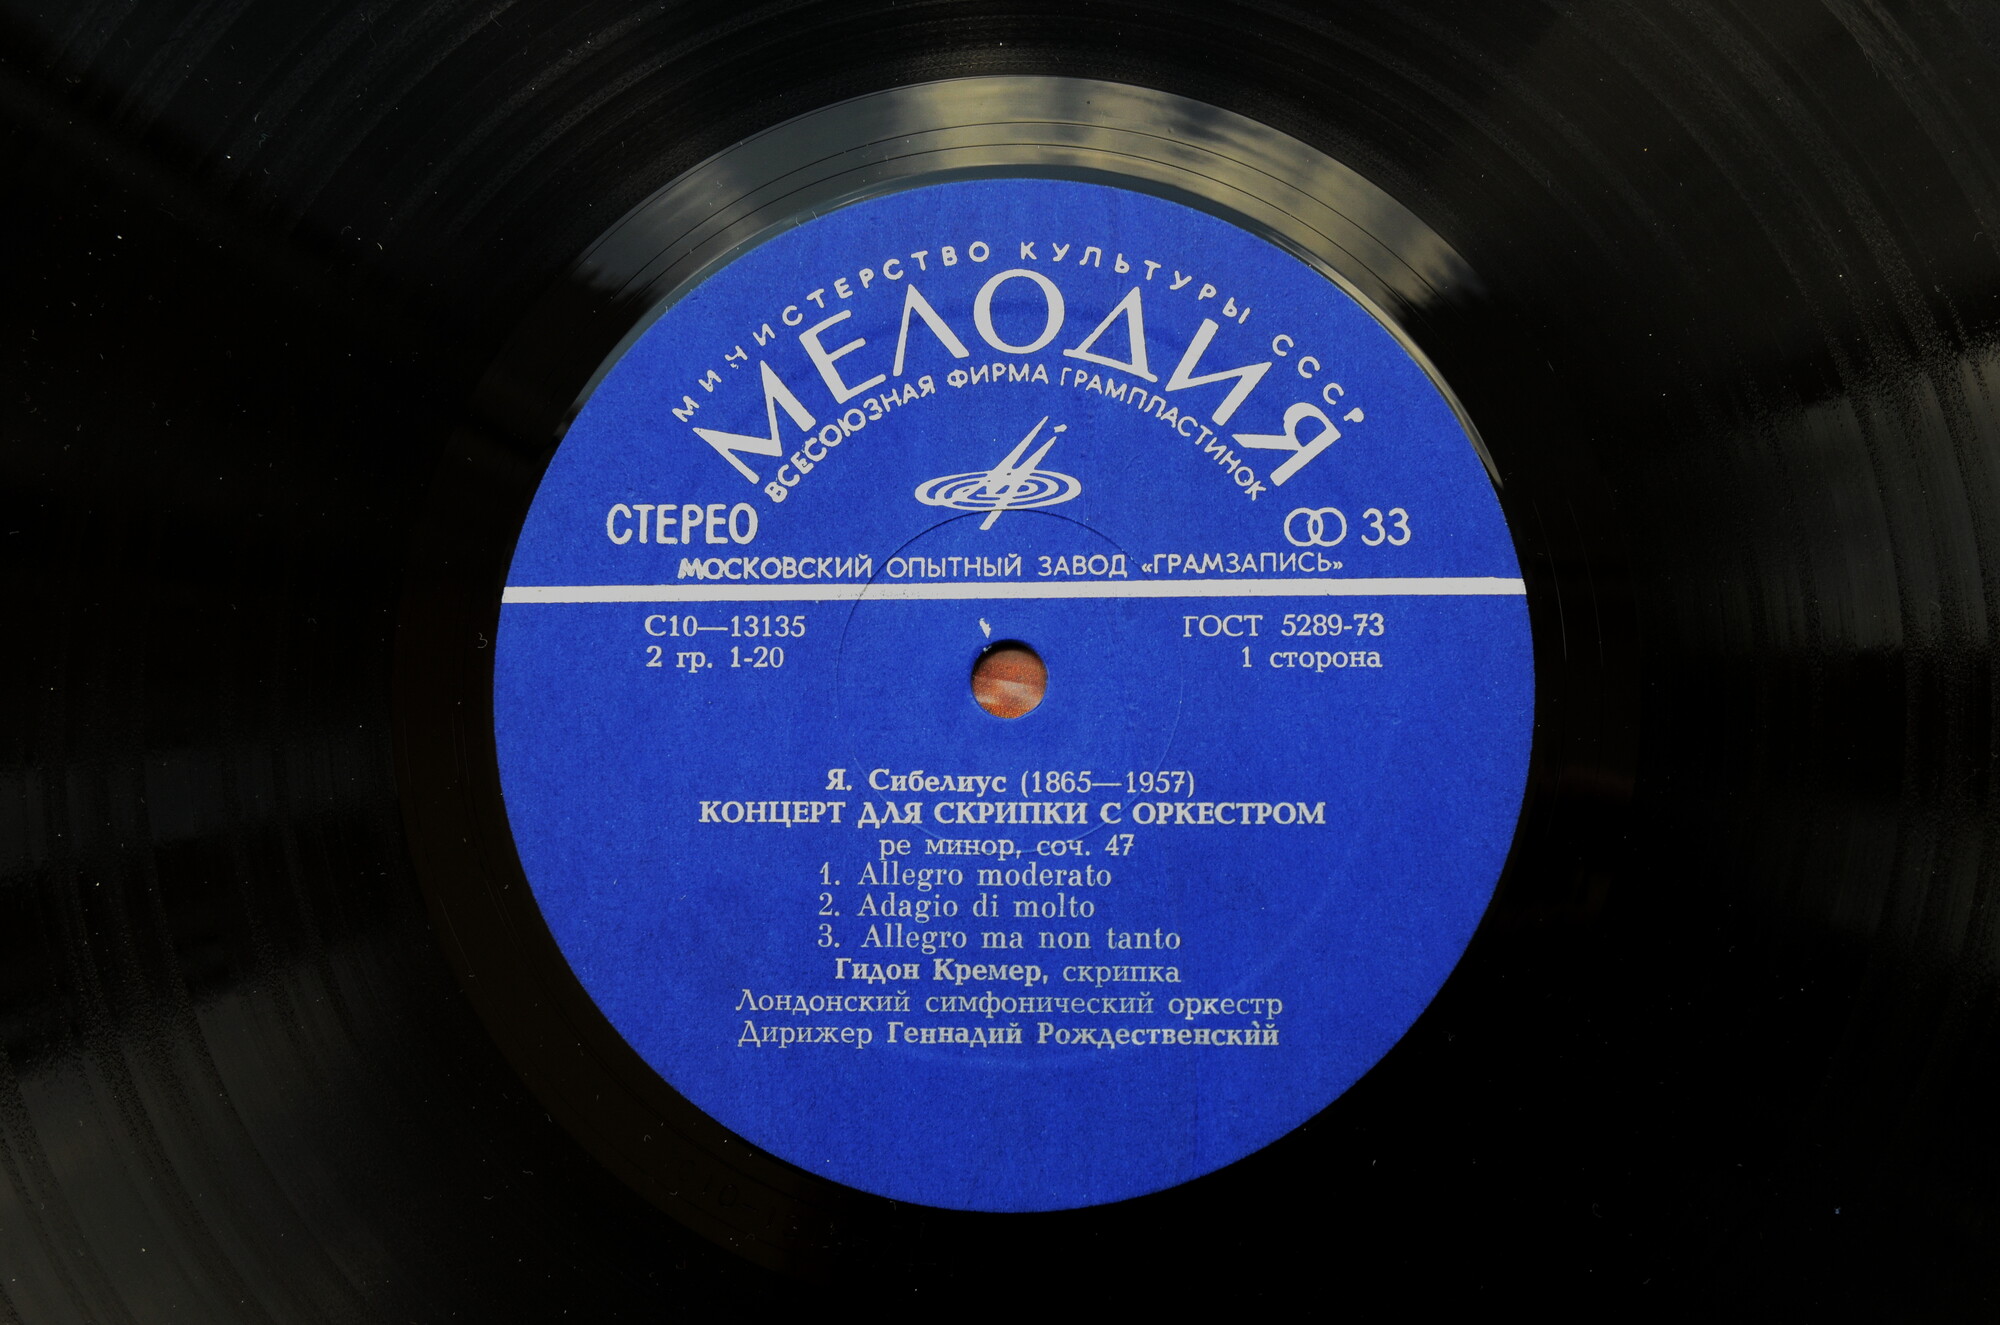 МИНИСТЕРСТВО КУЛЬТУРЫ СССР
МЕЛОДИЯ
ВСЕСОЮЗНАЯ ФИРМА ГРАМПЛАСТИНОК
СТЕРЕО
33
МОСКОВСКИЙ ОПЫТНЫЙ ЗАВОД «ГРАМЗАПИСЬ»
С10—13135
ГОСТ 5289-73
2 гр. 1-20
1 сторона
Я. Сибелиус (1865—1957)
КОНЦЕРТ ДЛЯ СКРИПКИ С ОРКЕСТРОМ
ре минор, соч. 47
1. Allegro moderato
2. Adagio di molto
3. Allegro ma non tanto
Гидон Кремер, скрипка
Лондонский симфонический оркестр
Дирижер Геннадий Рождественский